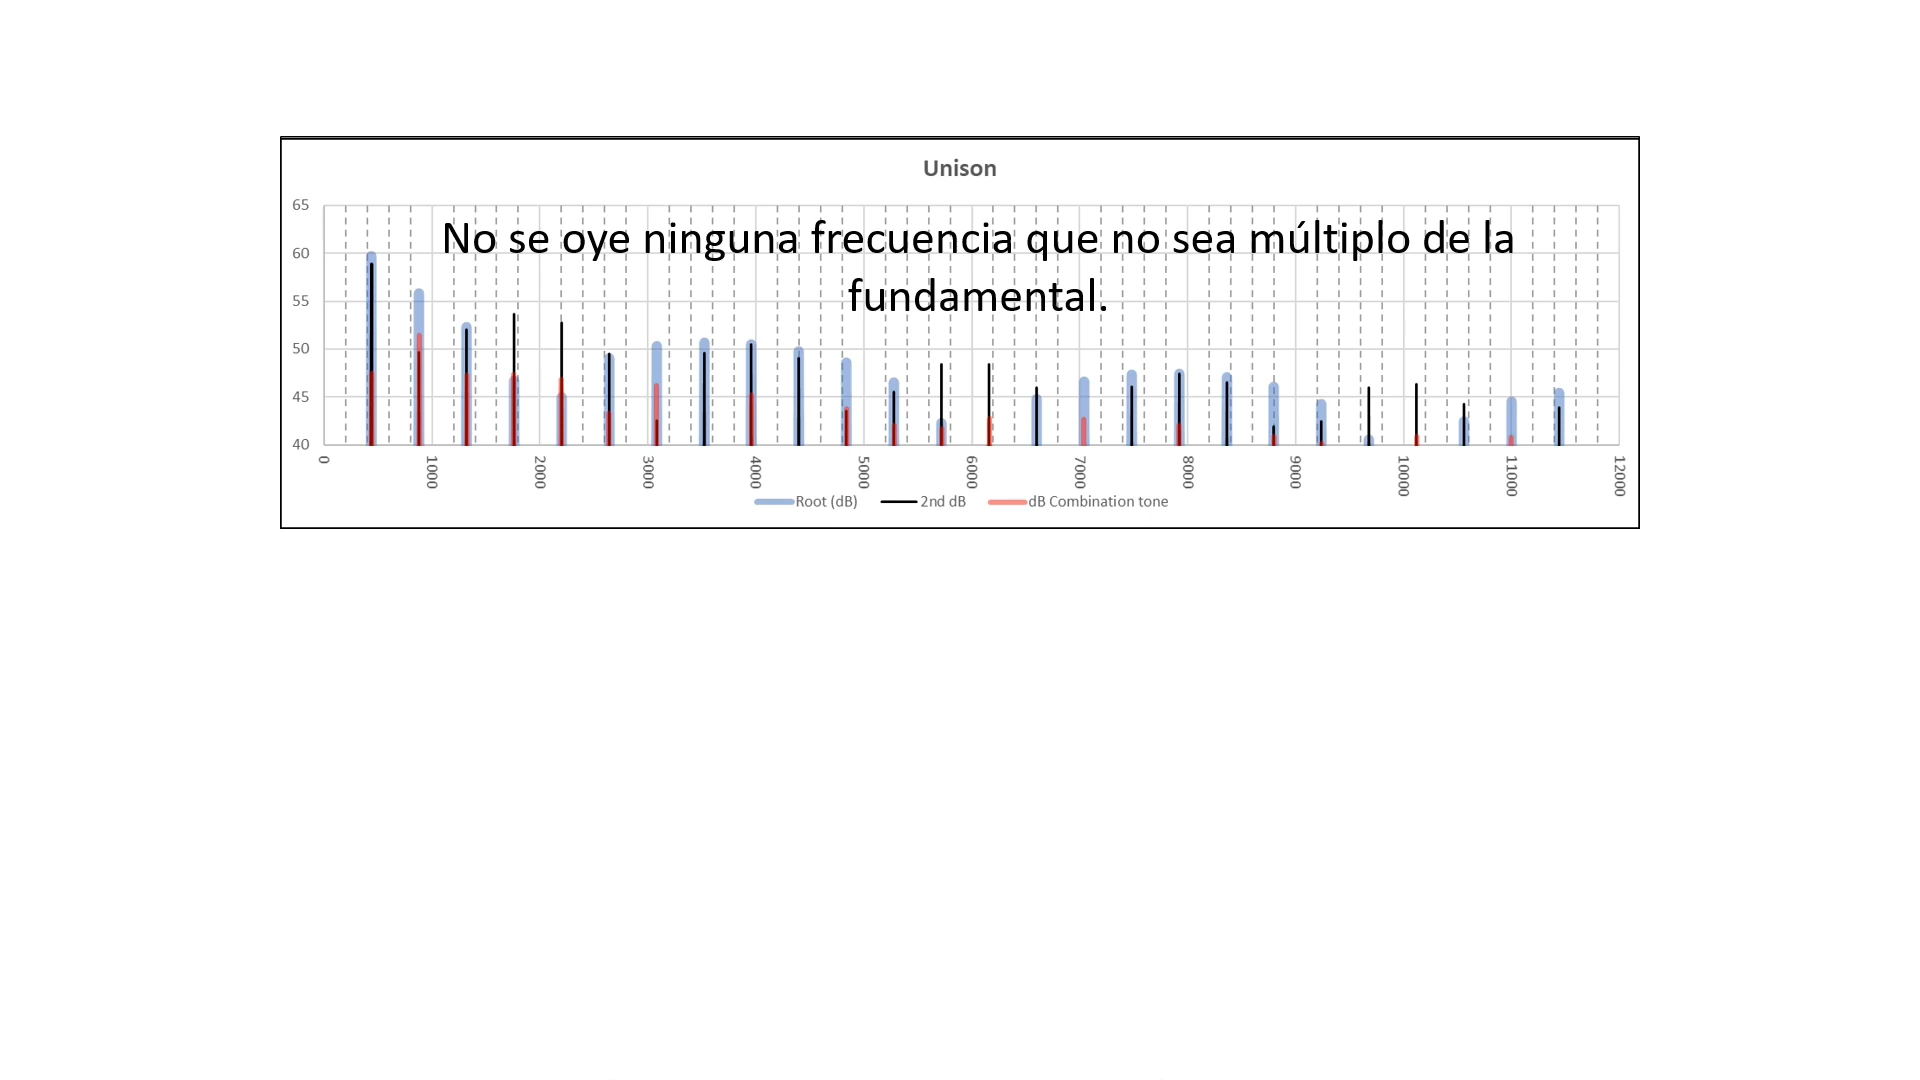 Unison
65
No se oye ninguna frecuencia que no sea múltiplo de la
60
fundamental.
55
50
45
40
0 1000 2000 3000 4000 5000 6000 7000 8000 9000 10000 11000 12000
Root (dB) 2nd dB dB Combination tone